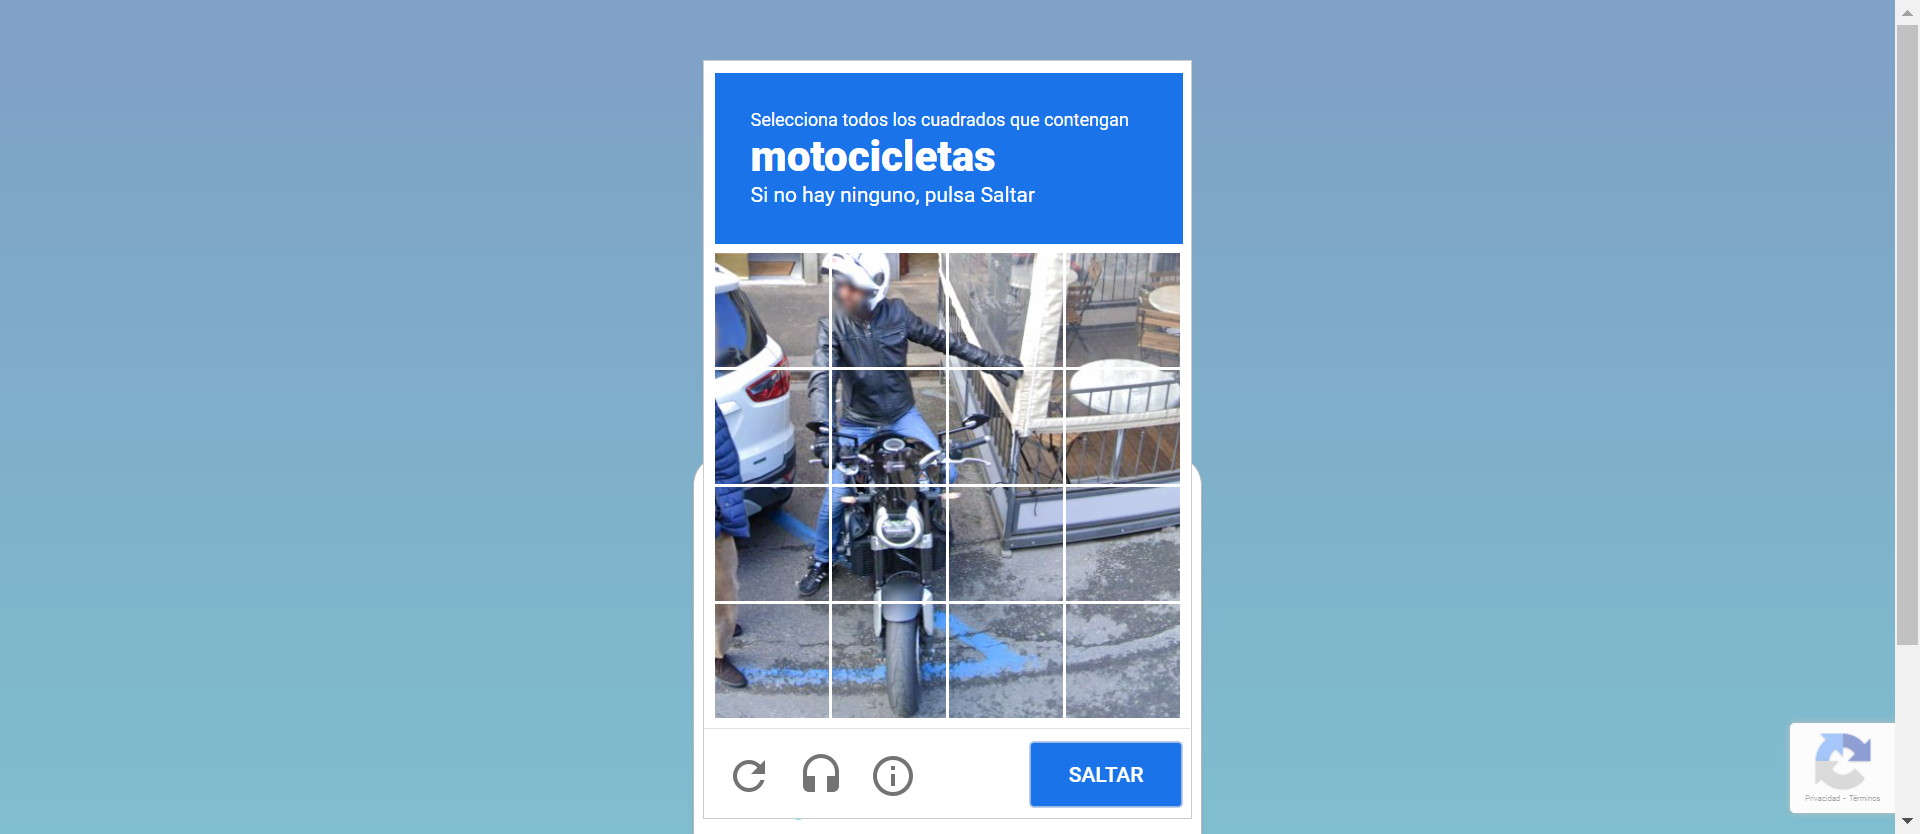 Selecciona todos los cuadrados que contengan
motocicletas
Si no hay ninguno, pulsa Saltar
SALTAR
Privacidad - Términos